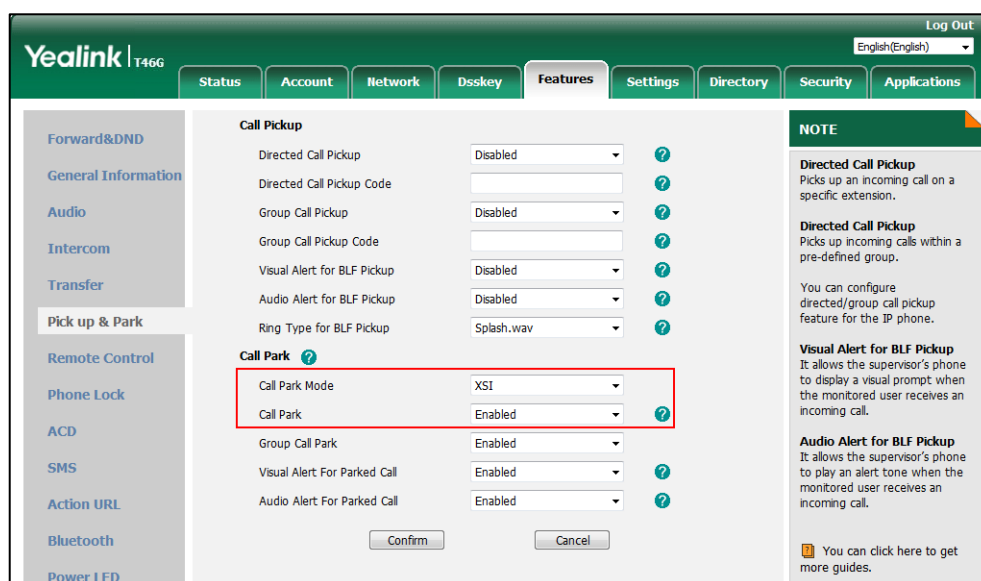 Log Out
Yealink T46G
English(English)
Status Account Network Dsskey Features Settings Directory Security Applications
Forward&DND
General Information
Audio
Intercom
Transfer
Pick up & Park
Remote Control
Phone Lock
ACD
SMS
Action URL
Bluetooth
Power LED
Call Pickup
Directed Call Pickup Disabled ?
Directed Call Pickup Code ?
Group Call Pickup Disabled ?
Group Call Pickup Code ?
Visual Alert for BLF Pickup Disabled ?
Audio Alert for BLF Pickup Disabled ?
Ring Type for BLF Pickup Splash.wav ?
Call Park ?
Call Park Mode XSI
Call Park Enabled ?
Group Call Park Enabled
Visual Alert For Parked Call Enabled ?
Audio Alert For Parked Call Enabled ?
Confirm Cancel
NOTE
Directed Call Pickup
Picks up an incoming call on a
specific extension.
Directed Call Pickup
Picks up incoming calls within a
pre-defined group.
You can configure
directed/group call pickup
feature for the IP phone.
Visual Alert for BLF Pickup
It allows the supervisor's phone
to display a visual prompt when
the monitored user receives an
incoming call.
Audio Alert for BLF Pickup
It allows the supervisor's phone
to play an alert tone when the
monitored user receives an
incoming call.
? You can click here to get
more guides.